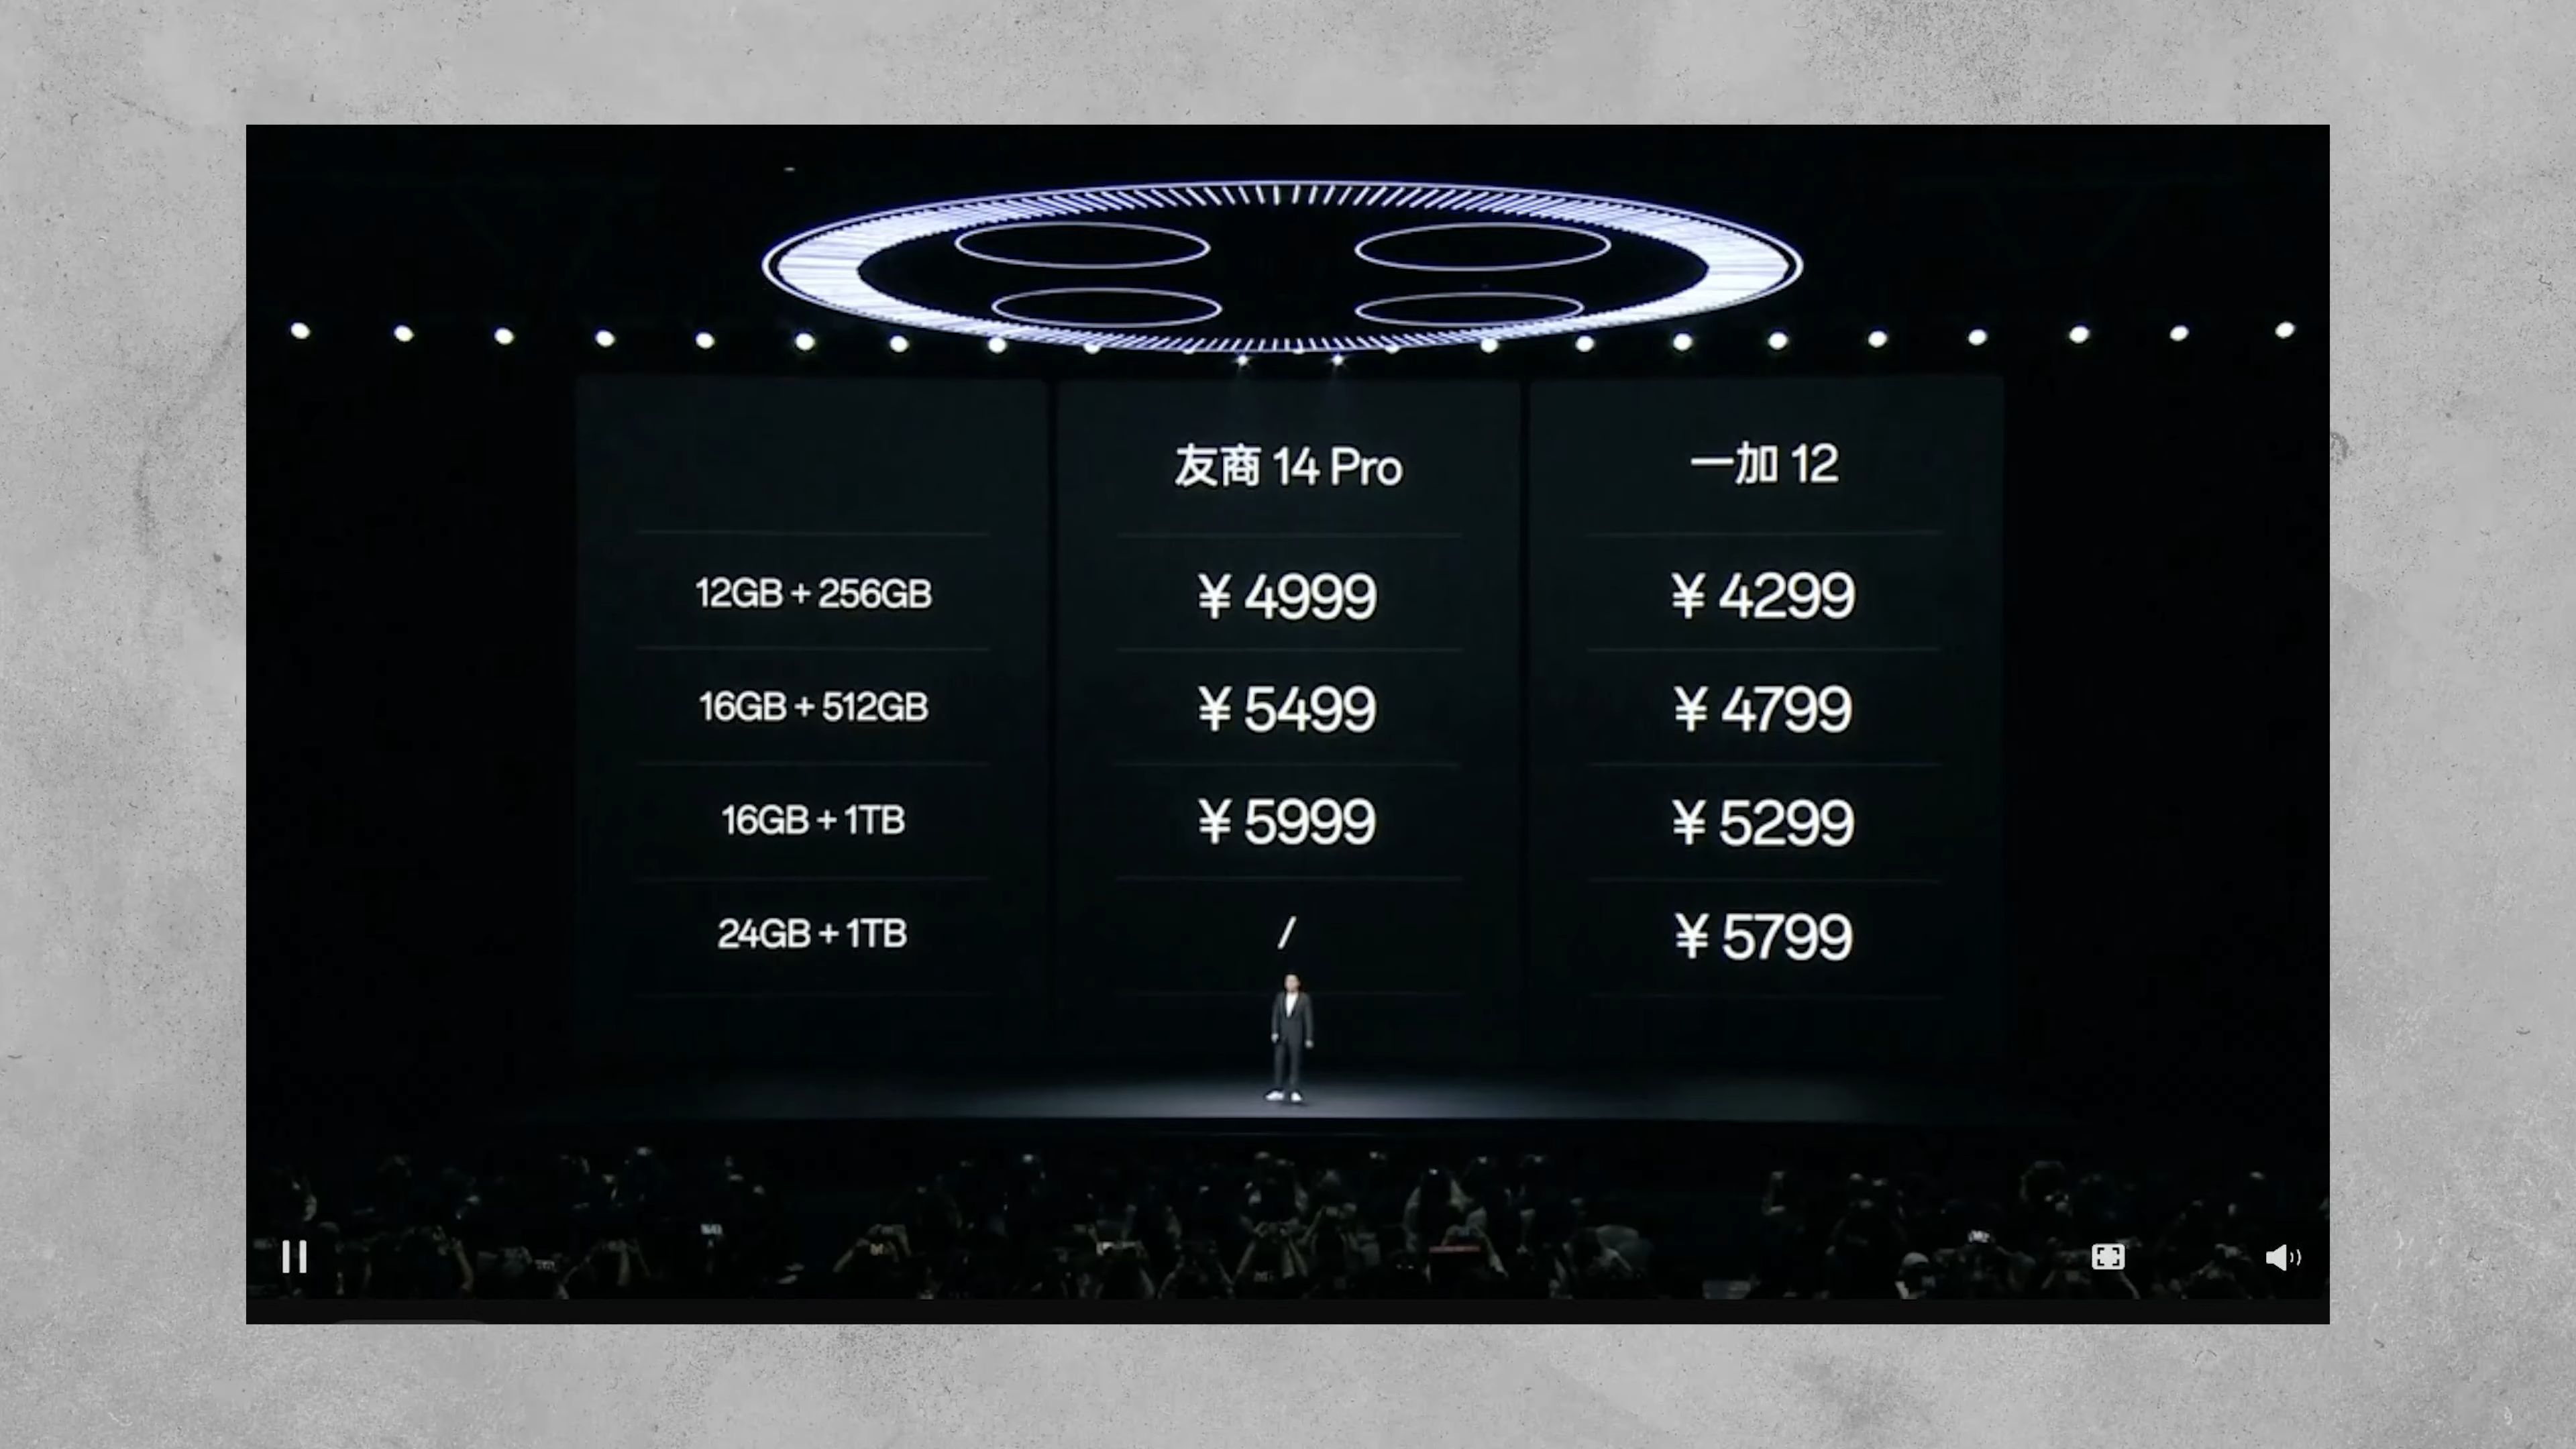 友商 14 Pro
一加 12
12GB + 256GB
¥ 4999
¥ 4299
16GB + 512GB
¥ 5499
¥ 4799
16GB + 1TB
¥ 5999
¥ 5299
24GB + 1TB
/
¥ 5799